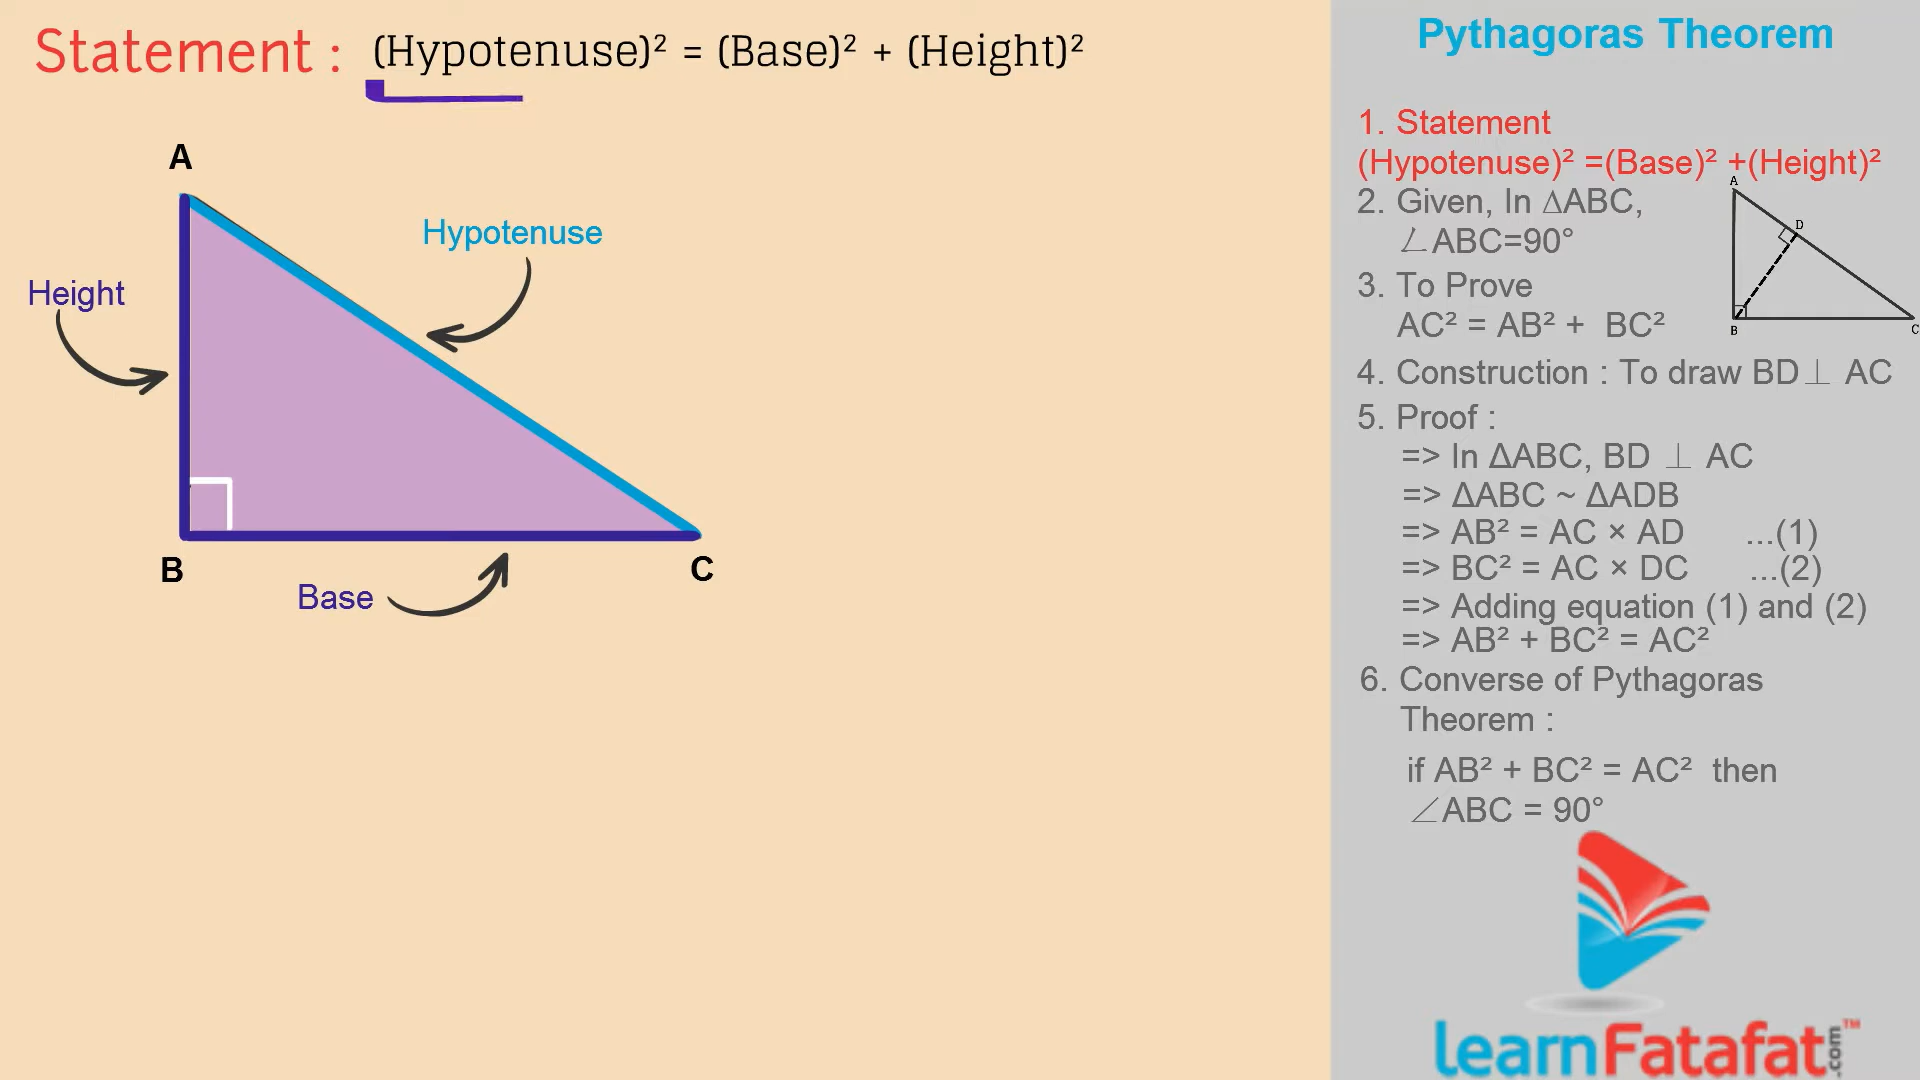 Statement : (Hypotenuse)² = (Base)² + (Height)²
A
Hypotenuse
Height
B
C
Base
Pythagoras Theorem
1. Statement
(Hypotenuse)² =(Base)² +(Height)²
2. Given, In ΔABC,
∠ABC=90°
3. To Prove
AC² = AB² + BC²
A
D
B
C
4. Construction : To draw BD⊥ AC
5. Proof :
=> In ΔABC, BD ⊥ AC
=> ΔABC ~ ΔADB
=> AB² = AC × AD ...(1)
=> BC² = AC × DC ...(2)
=> Adding equation (1) and (2)
=> AB² + BC² = AC²
6. Converse of Pythagoras
Theorem :
if AB² + BC² = AC² then
∠ABC = 90°
learnFatafat.com™